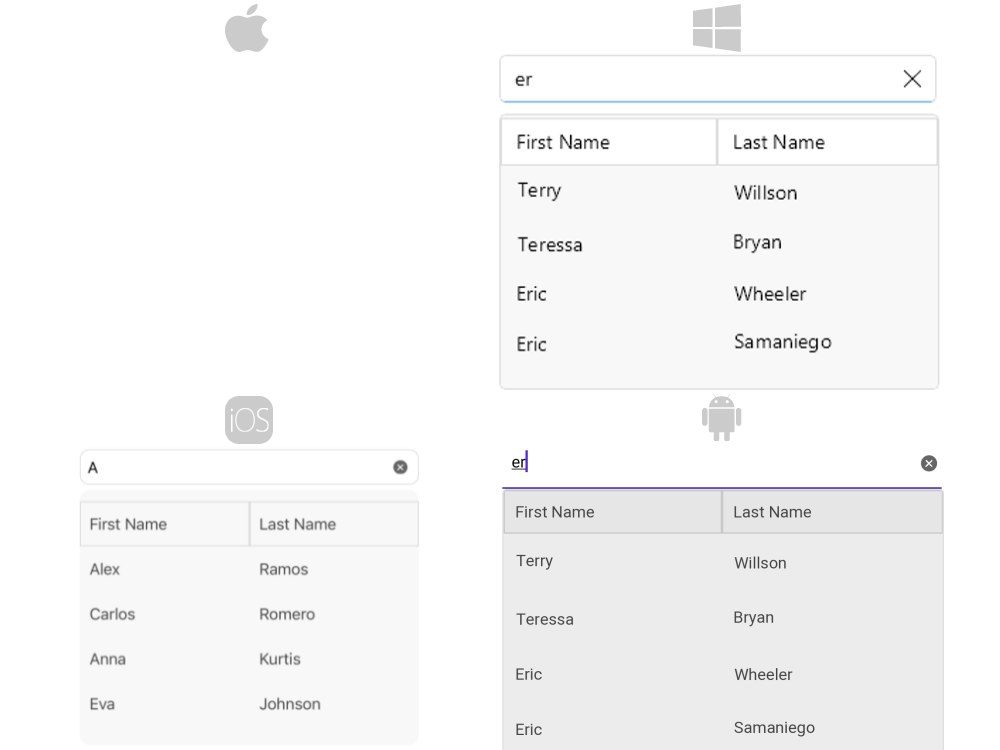 er
First Name Last Name
Terry Willson
Teressa Bryan
Eric Wheeler
Eric Samaniego
iOS
A
First Name Last Name
Alex Ramos
Carlos Romero
Anna Kurtis
Eva Johnson
er
First Name Last Name
Terry Willson
Teressa Bryan
Eric Wheeler
Eric Samaniego